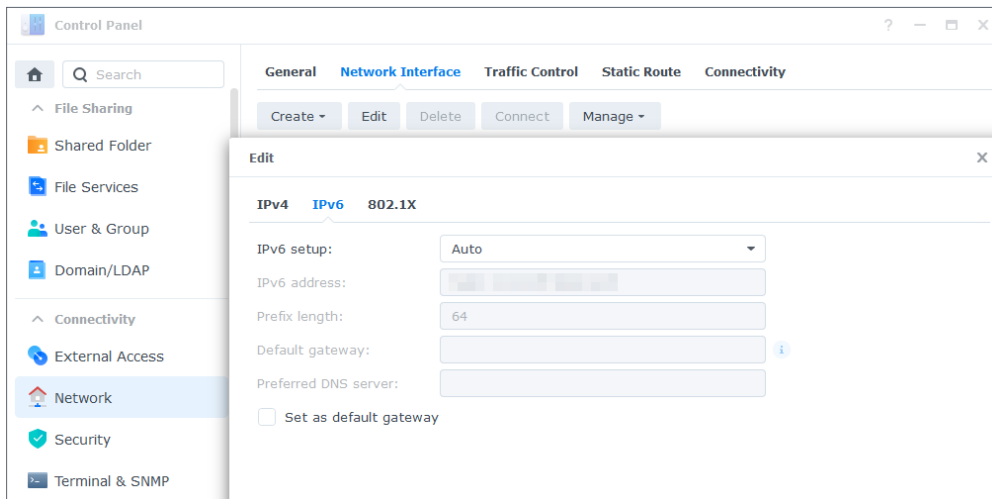 Control Panel
Search
File Sharing
Shared Folder
File Services
User & Group
Domain/LDAP
Connectivity
External Access
Network
Security
Terminal & SNMP
General Network Interface Traffic Control Static Route Connectivity
Create Edit Delete Connect Manage
Edit
IPv4 IPv6 802.1X
IPv6 setup: Auto
IPv6 address:
Prefix length: 64
Default gateway:
Preferred DNS server:
Set as default gateway